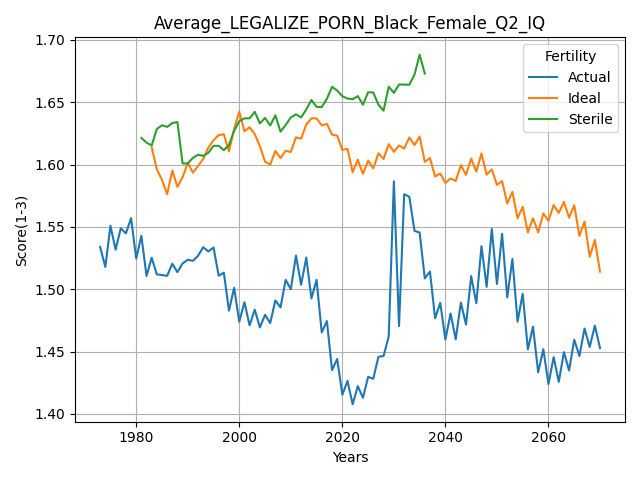 Average_LEGALIZE_PORN_Black_Female_Q2_IQ
Score(1-3)
1.70
1.65
1.60
1.55
1.50
1.45
1.40
Fertility
Actual
Ideal
Sterile
1980
2000
2020
2040
2060
Years